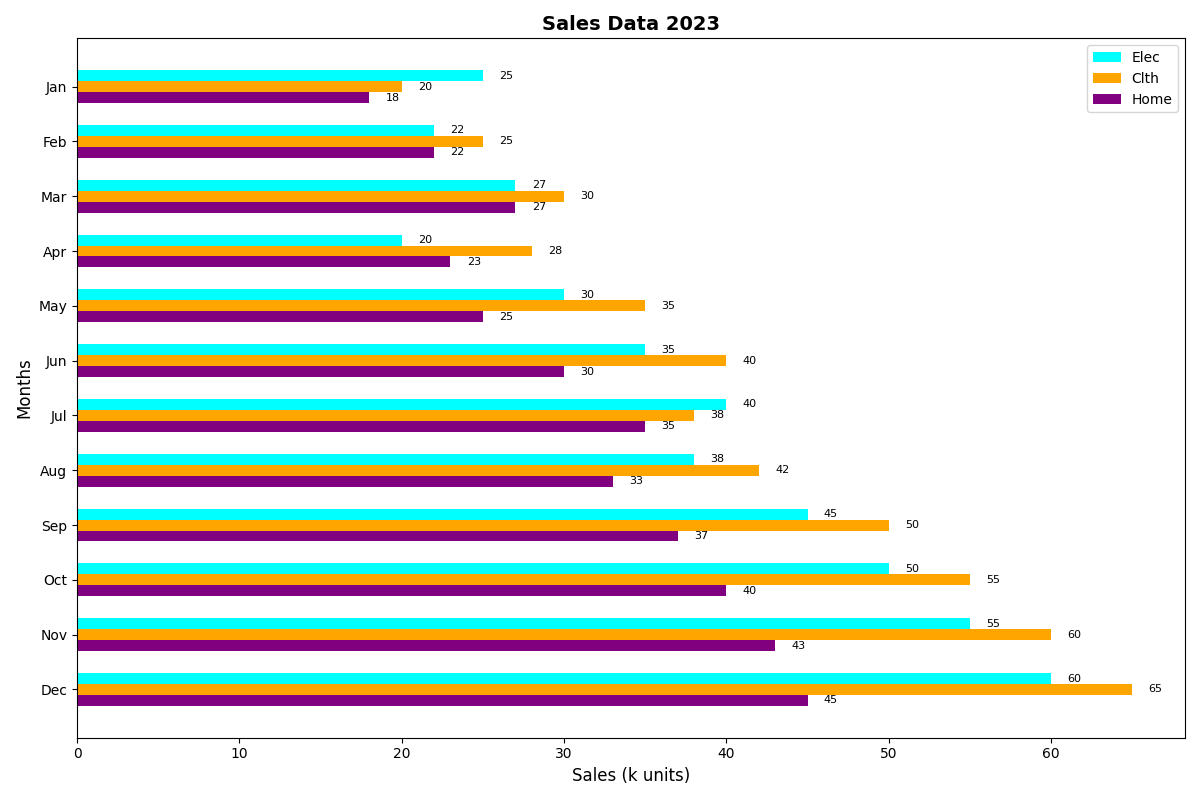 Sales Data 2023
Elec
Clth
Home
Jan
25
20
18
Feb
22
25
22
Mar
27
30
27
Apr
20
28
23
May
30
35
25
Jun
35
40
30
Jul
40
38
35
Aug
38
42
33
Sep
45
50
37
Oct
50
55
40
Nov
55
60
43
Dec
60
65
45
Months
0 10 20 30 40 50 60
Sales (k units)